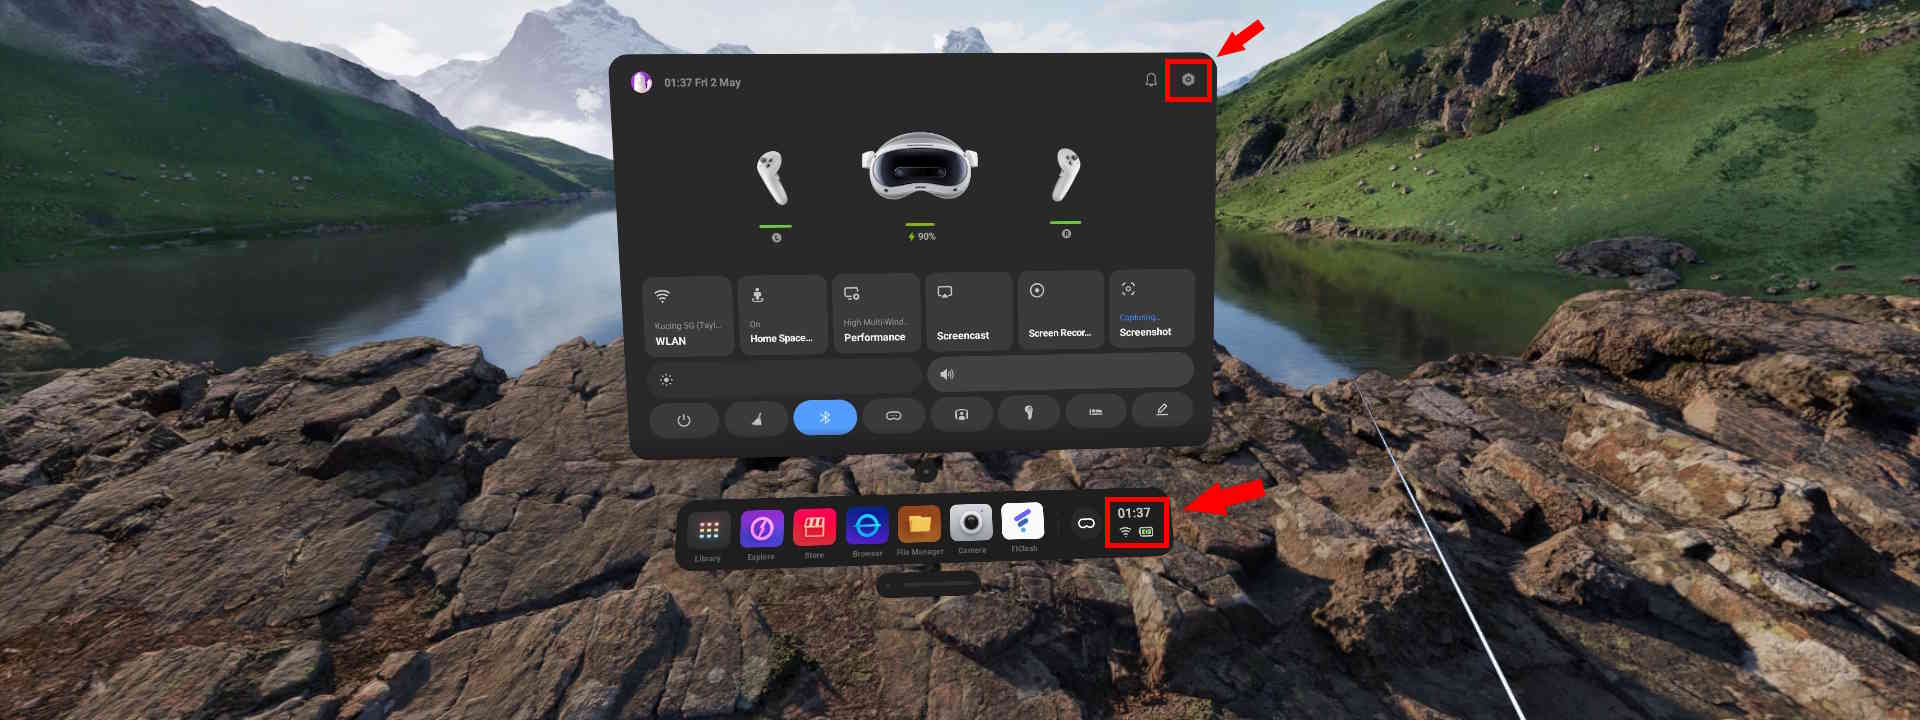 01:37 Fri 2 May
L
90%
R
Kucing 5G (Tayl...
WLAN
On
Home Space...
High Multi-Wind...
Performance
Screencast
Screen Recor...
Capturing...
Screenshot
01:37
Library
Explore
Store
Browser
File Manager
Camera
FlClash